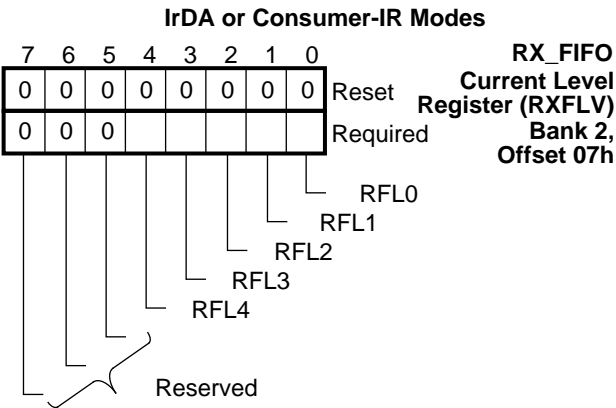 IrDA or Consumer-IR Modes
7 6 5 4 3 2 1 0
RX_FIFO
Current Level
Register (RXFLV)
Bank 2,
Offset 07h
0 0 0 0 0 0 0 0 Reset
0 0 0 Required
RFL0
RFL1
RFL2
RFL3
RFL4
Reserved